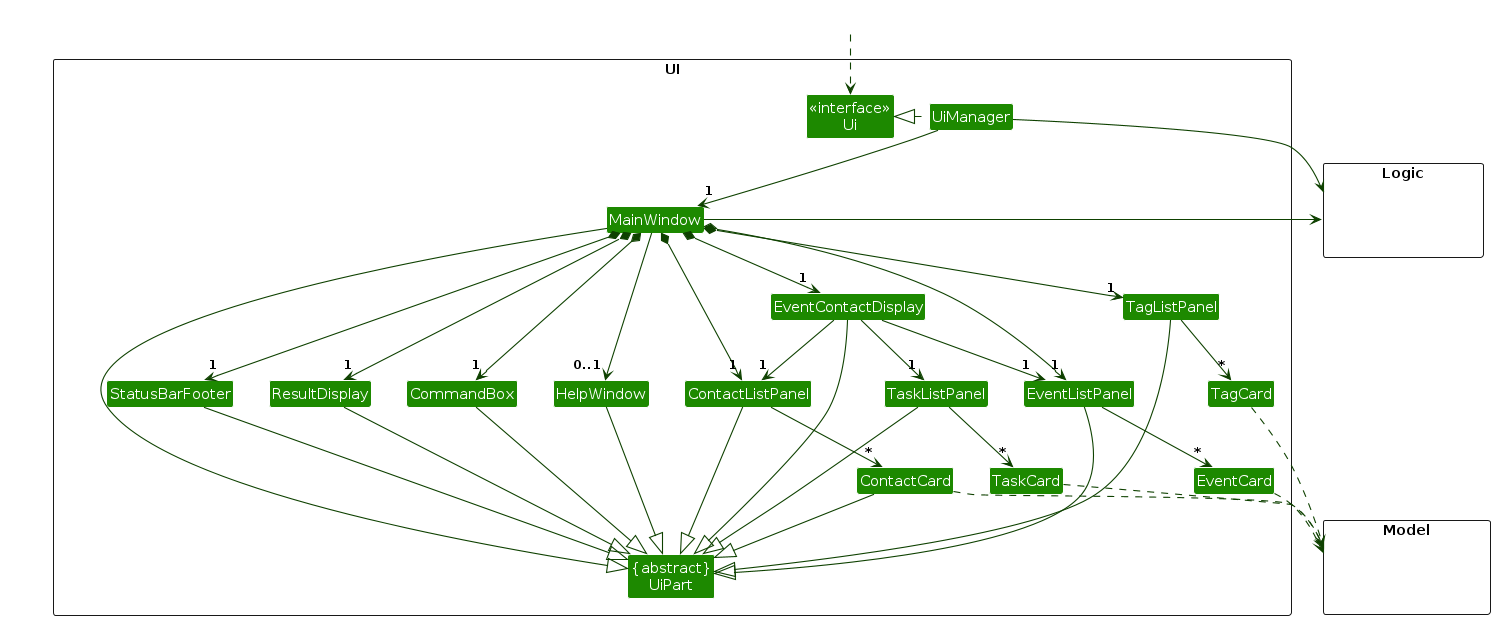 UI
«interface»
Ui
UiManager
Logic
1
MainWindow
1
EventContactDisplay
1
TagListPanel
1
1
1
0..1
1
1
1
1
1
*
StatusBarFooter
ResultDisplay
CommandBox
HelpWindow
ContactListPanel
TaskListPanel
EventListPanel
TagCard
*
*
*
ContactCard
TaskCard
EventCard
Model
{abstract}
UiPart